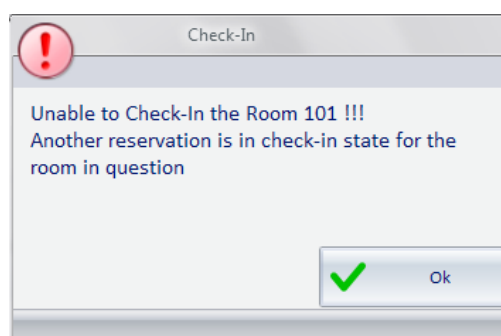 Check-In
Unable to Check-In the Room 101 !!!
Another reservation is in check-in state for the
room in question
Ok